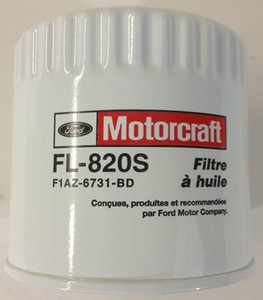 Ford
Motorcraft
FL-820S
F1AZ-6731-BD
Filtre
à huile
Conçues, produites et recommandées
par Ford Motor Company.